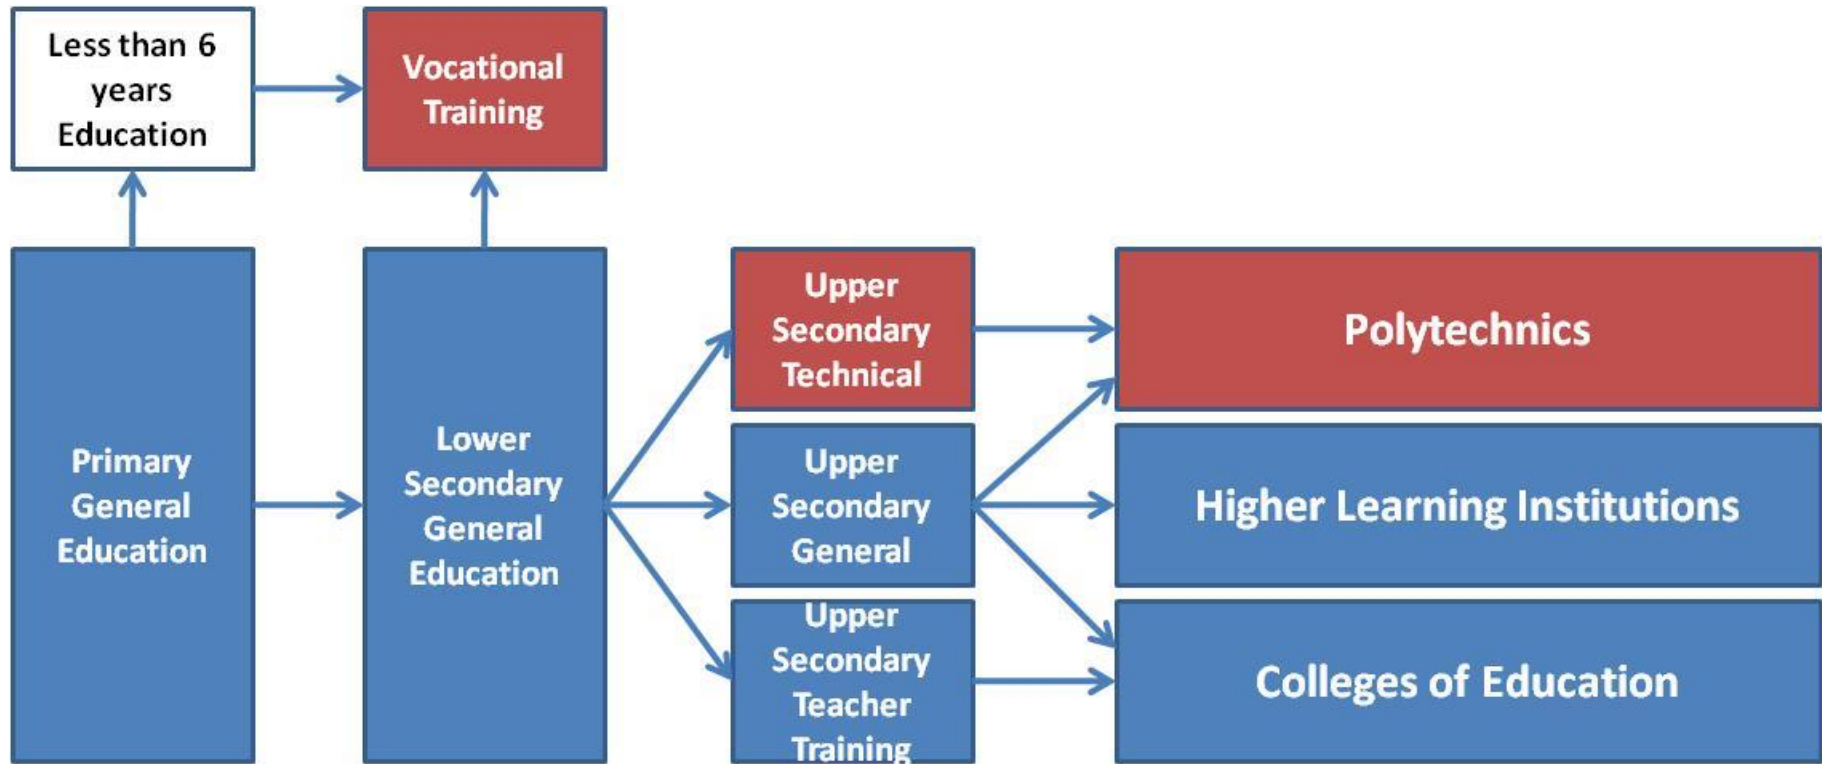 Less than 6
years
Education
Vocational
Training
Primary
General
Education
Lower
Secondary
General
Education
Upper
Secondary
Technical
Upper
Secondary
General
Upper
Secondary
Teacher
Training
Polytechnics
Higher Learning Institutions
Colleges of Education